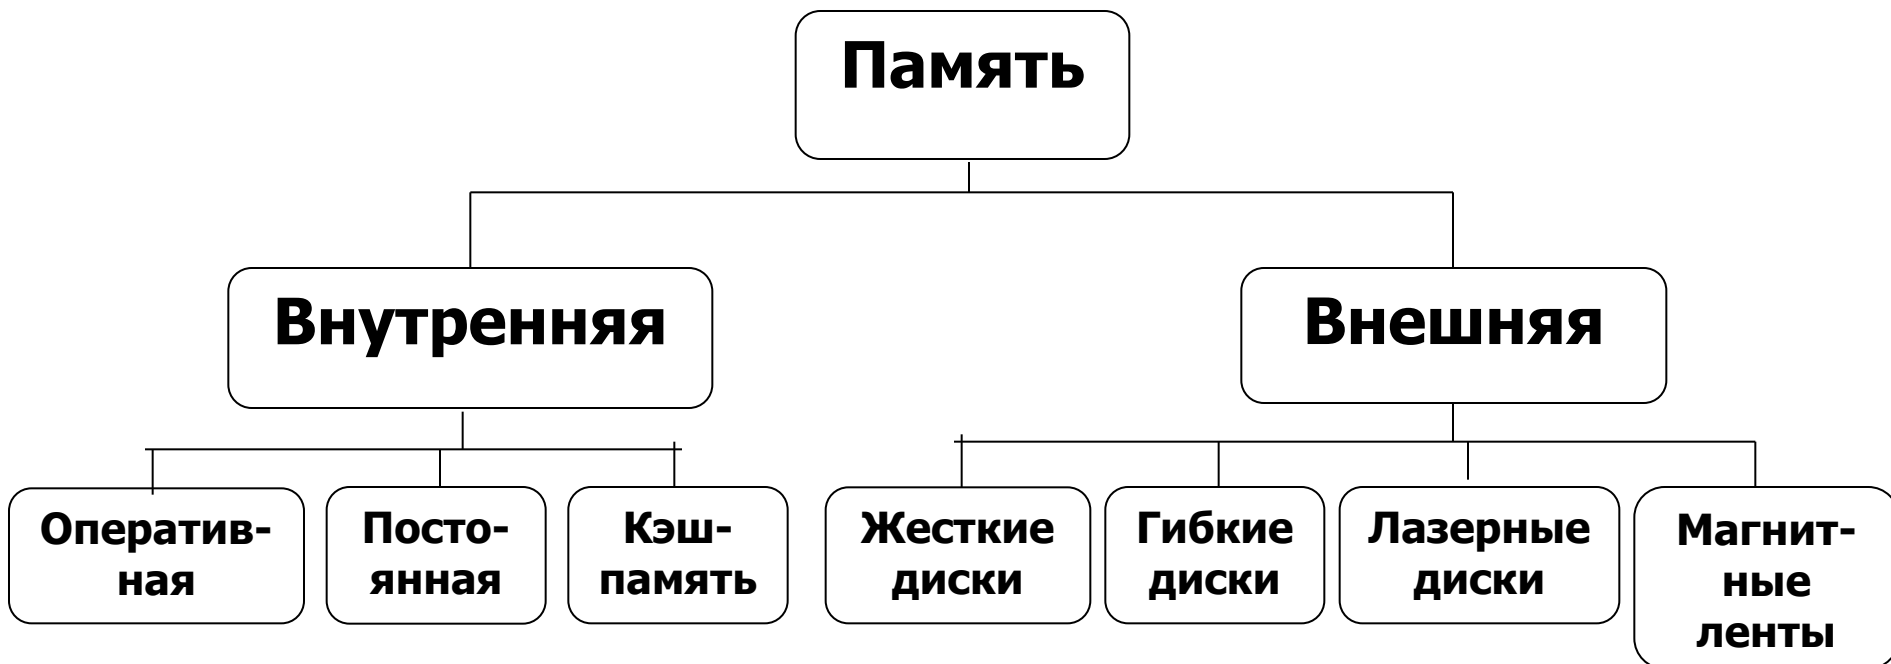 Память
Внутренняя
Внешняя
Оператив-
ная
Посто-
янная
Кэш-
память
Жесткие
диски
Гибкие
диски
Лазерные
диски
Магнит-
ные
ленты